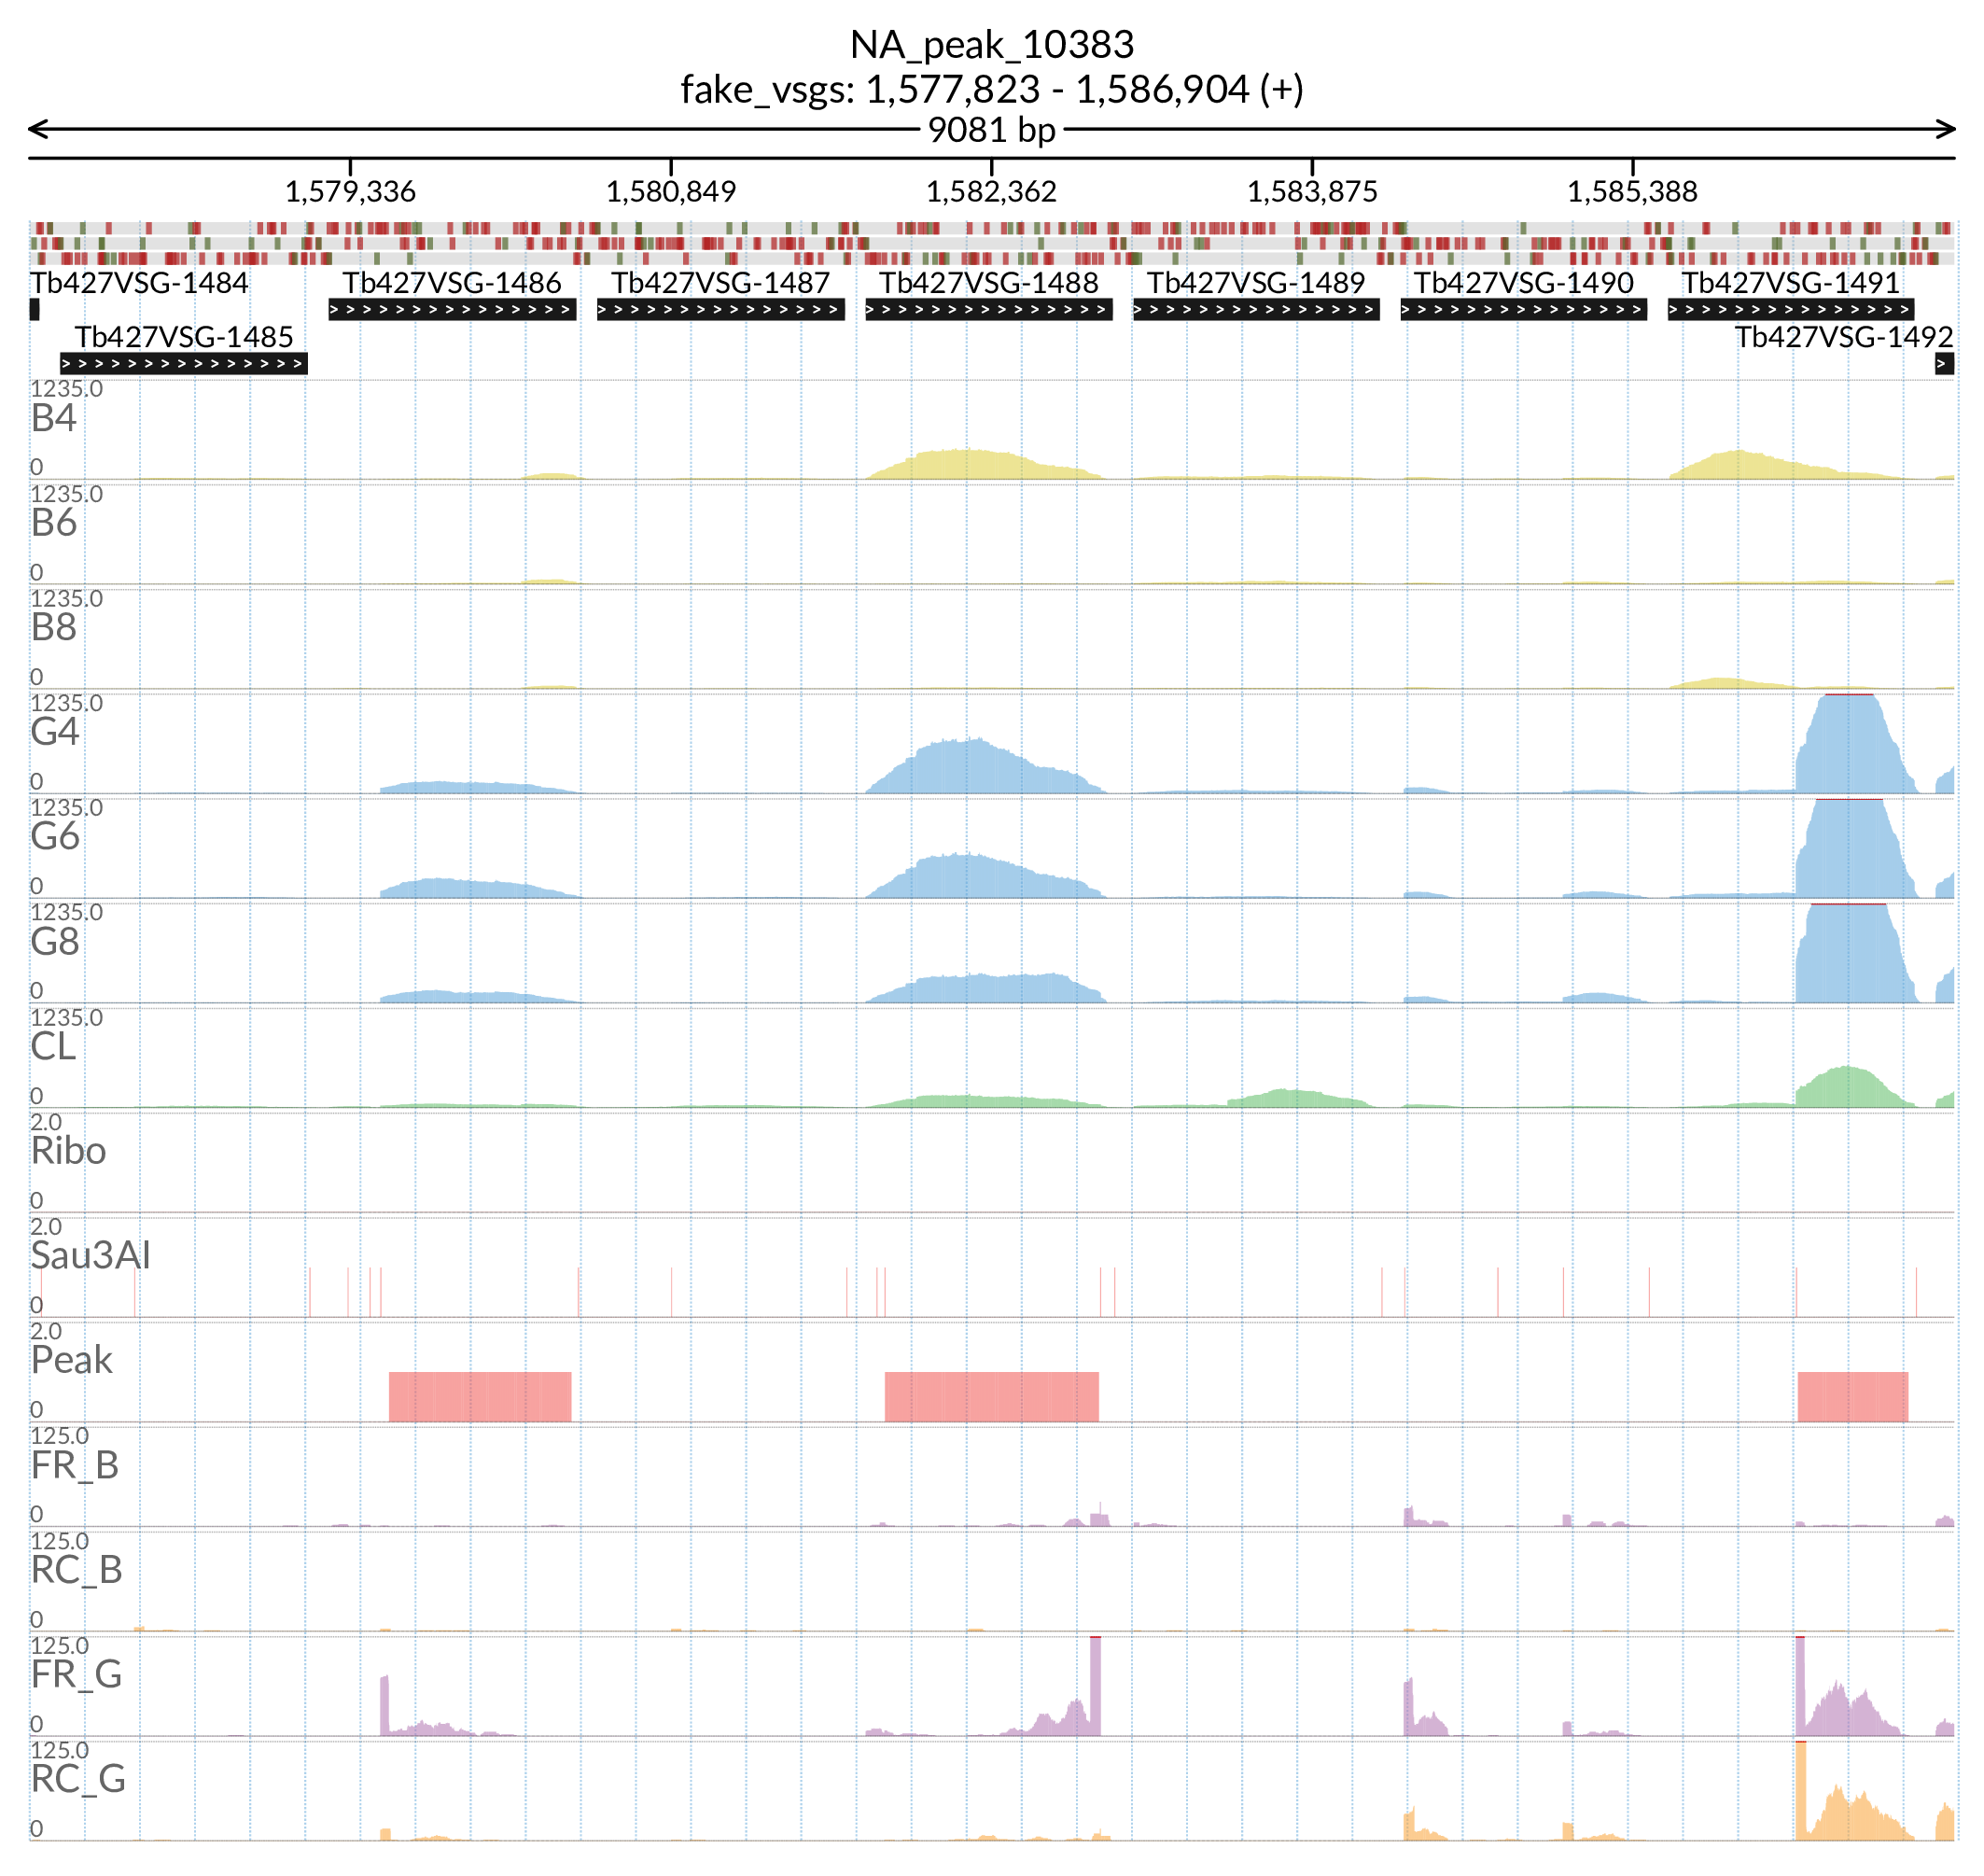 NA_peak_10383
fake_vsgs: 1,577,823 - 1,586,904 (+)
9081 bp
1,579,336 1,580,849 1,582,362 1,583,875 1,585,388
Tb427VSG-1484 Tb427VSG-1486 Tb427VSG-1487 Tb427VSG-1488 Tb427VSG-1489 Tb427VSG-1490 Tb427VSG-1491
Tb427VSG-1485 Tb427VSG-1492
1235.0
B4
0
1235.0
B6
0
1235.0
B8
0
1235.0
G4
0
1235.0
G6
0
1235.0
G8
0
1235.0
CL
0
2.0
Ribo
0
2.0
Sau3AI
0
2.0
Peak
0
125.0
FR_B
0
125.0
RC_B
0
125.0
FR_G
0
125.0
RC_G
0